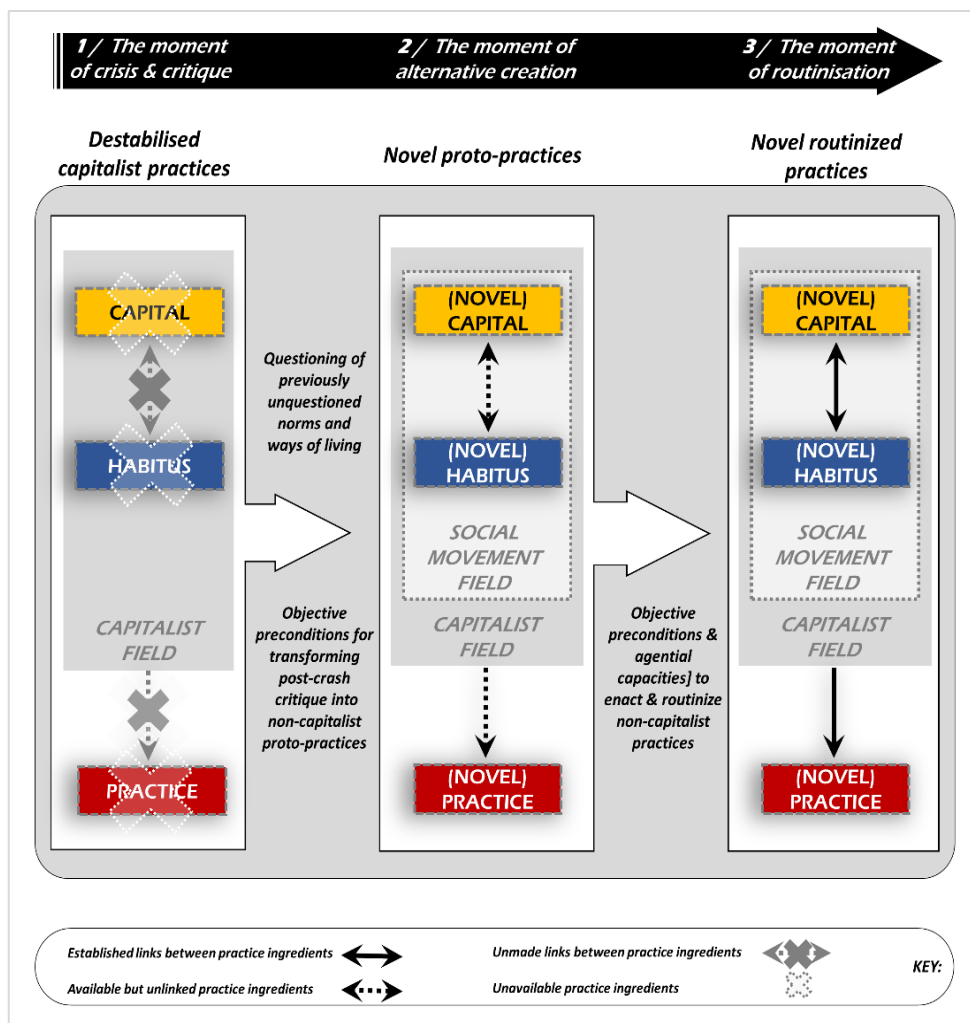 1 / The moment
of crisis & critique
2 / The moment of
alternative creation
3 / The moment
of routinisation
Destabilised
capitalist practices
Novel proto-practices
Novel routinized
practices
CAPITAL
HABITUS
CAPITALIST
FIELD
PRACTICE
Questioning of
previously
unquestioned
norms and
ways of living
Objective
preconditions for
transforming
post-crash
critique into
non-capitalist
proto-practices
(NOVEL)
CAPITAL
(NOVEL)
HABITUS
SOCIAL
MOVEMENT
FIELD
CAPITALIST
FIELD
(NOVEL)
PRACTICE
Objective
preconditions &
agential
capacities] to
enact & routinize
non-capitalist
practices
(NOVEL)
CAPITAL
(NOVEL)
HABITUS
SOCIAL
MOVEMENT
FIELD
CAPITALIST
FIELD
(NOVEL)
PRACTICE
Established links between practice ingredients
Unmade links between practice ingredients
KEY:
Available but unlinked practice ingredients
Unavailable practice ingredients